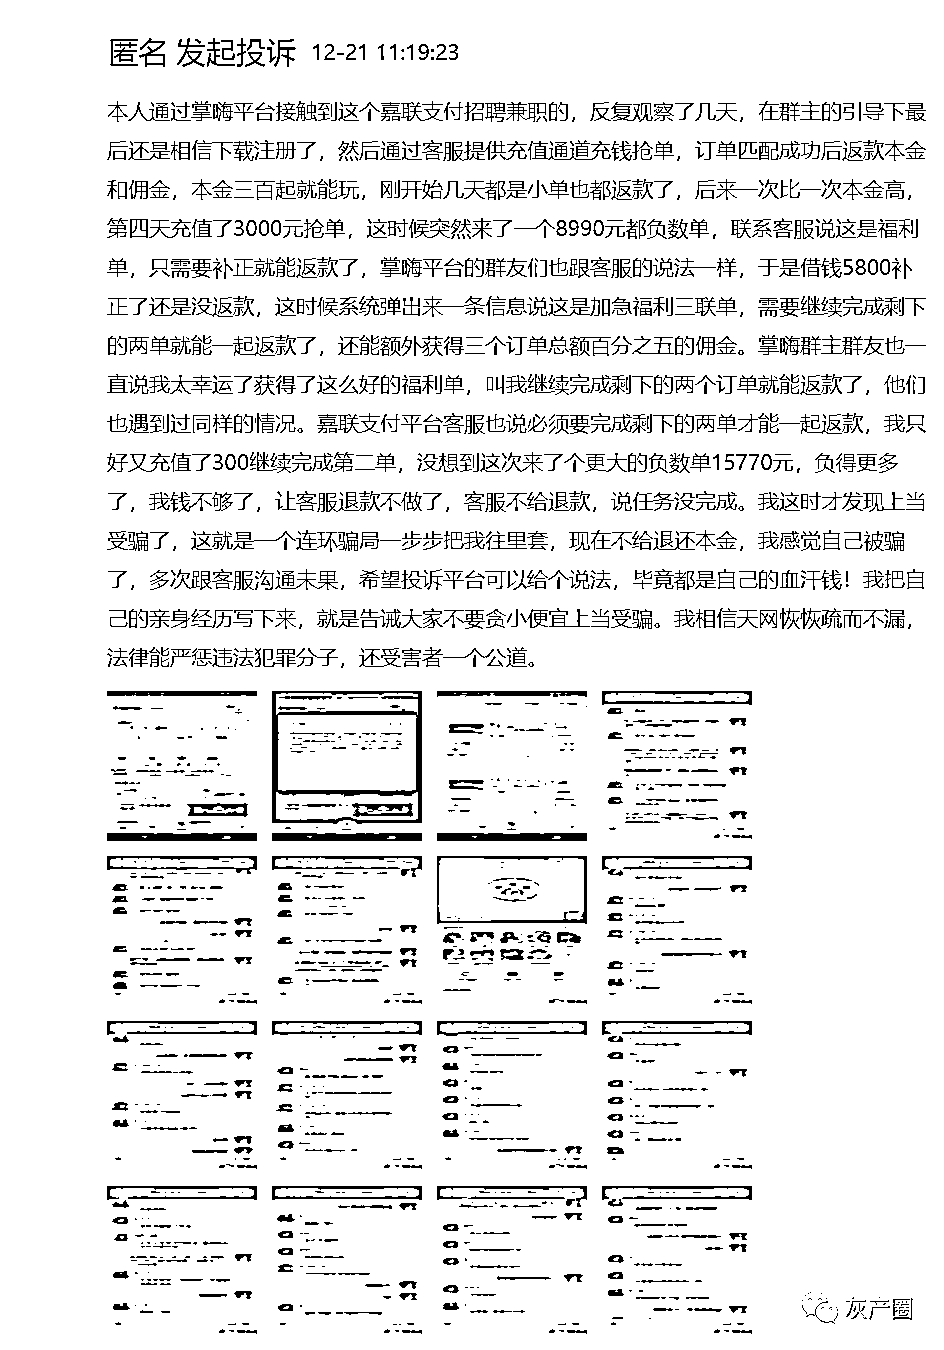 匿名 发起投诉 12-21 11:19:23
本人通过掌嗨平台接触到这个嘉联支付招聘兼职的，反复观察了几天，在群主的引导下最
后还是相信下载注册了，然后通过客服提供充值通道充钱抢单，订单匹配成功后返款本金
和佣金，本金三百起就能玩，刚开始几天都是小单也都返款了，后来一次比一次本金高，
第四天充值了3000元抢单，这时候突然来了一个8990元都负数单，联系客服说这是福利
单，只需要补正就能返款了，掌嗨平台的群友们也跟客服的说法一样，于是借钱5800补
正了还是没返款，这时候系统弹出来一条信息说这是加急福利三联单，需要继续完成剩下
的两单就能一起返款了，还能额外获得三个订单总额百分之五的佣金。掌嗨群主群友也一
直说我太幸运了获得了这么好的福利单，叫我继续完成剩下的两个订单就能返款了，他们
也遇到过同样的情况。嘉联支付平台客服也说必须要完成剩下的两单才能一起返款，我只
好又充值了300继续完成第二单，没想到这次来了个更大的负数单15770元，负得更多
了，我钱不够了，让客服退款不做了，客服不给退款，说任务没完成。我这时才发现上当
受骗了，这就是一个连环骗局一步步把我往里套，现在不给退还本金，我感觉自己被骗
了，多次跟客服沟通未果，希望投诉平台可以给个说法，毕竟都是自己的血汗钱！我把自
己的亲身经历写下来，就是告诫大家不要贪小便宜上当受骗。我相信天网恢恢疏而不漏，
法律能严惩违法犯罪分子，还受害者一个公道。
灰产圈